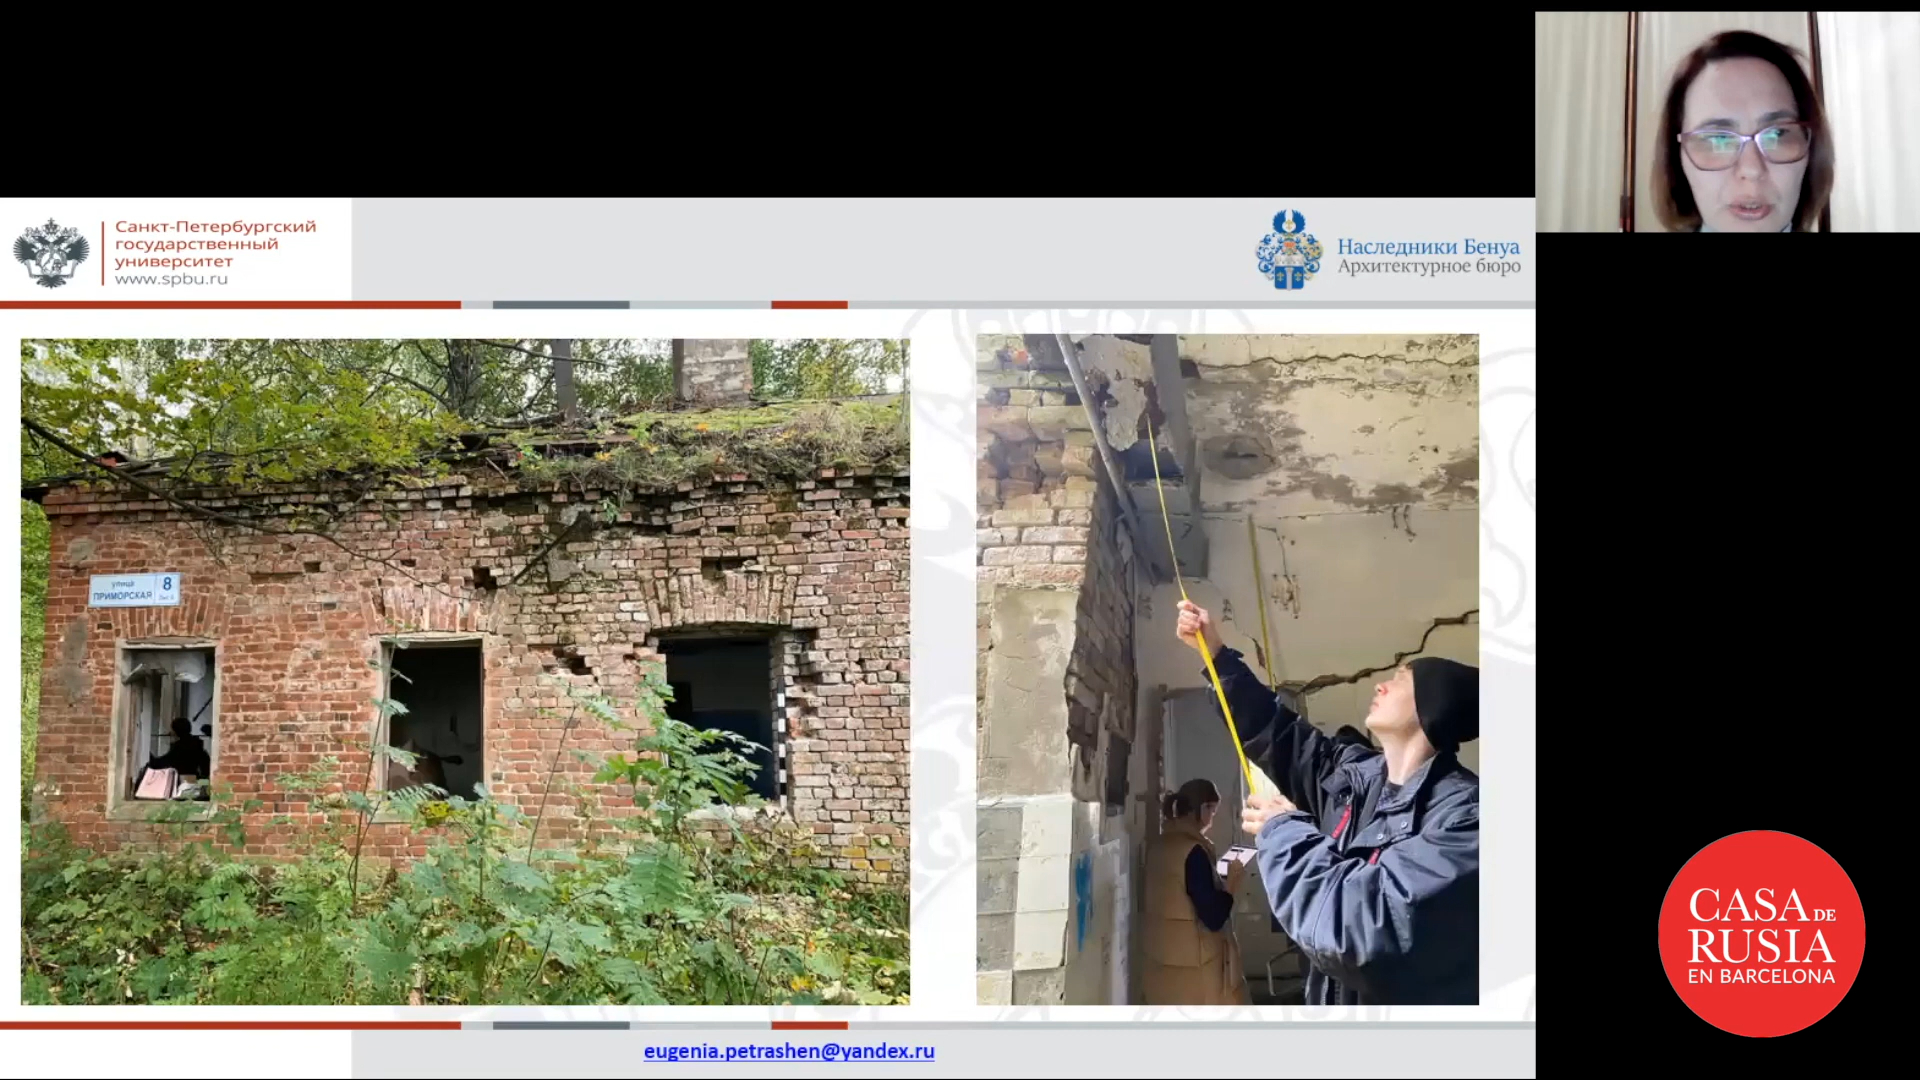 Санкт-Петербургский
государственный
университет
www.spbu.ru
Наследники Бенуа
Архитектурное бюро
улица
ПРИМОРСКАЯ
8
eugenia.petrashen@yandex.ru
CASA DE
RUSIA
EN BARCELONA